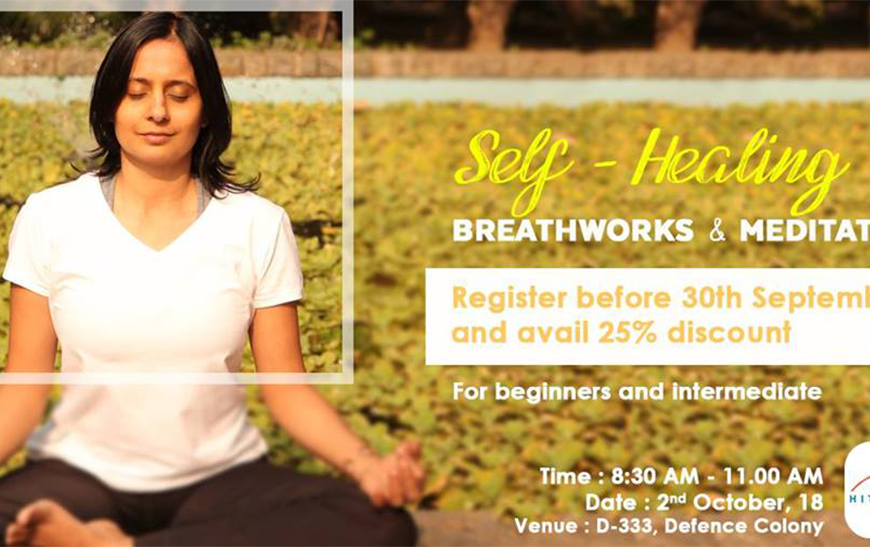 Self - Healing
BREATHWORKS & MEDITAT
Register before 30th Septemb
and avail 25% discount
For beginners and intermediate
Time : 8:30 AM - 11.00 AM
Date : 2nd October, 18
Venue : D-333, Defence Colony
HIT